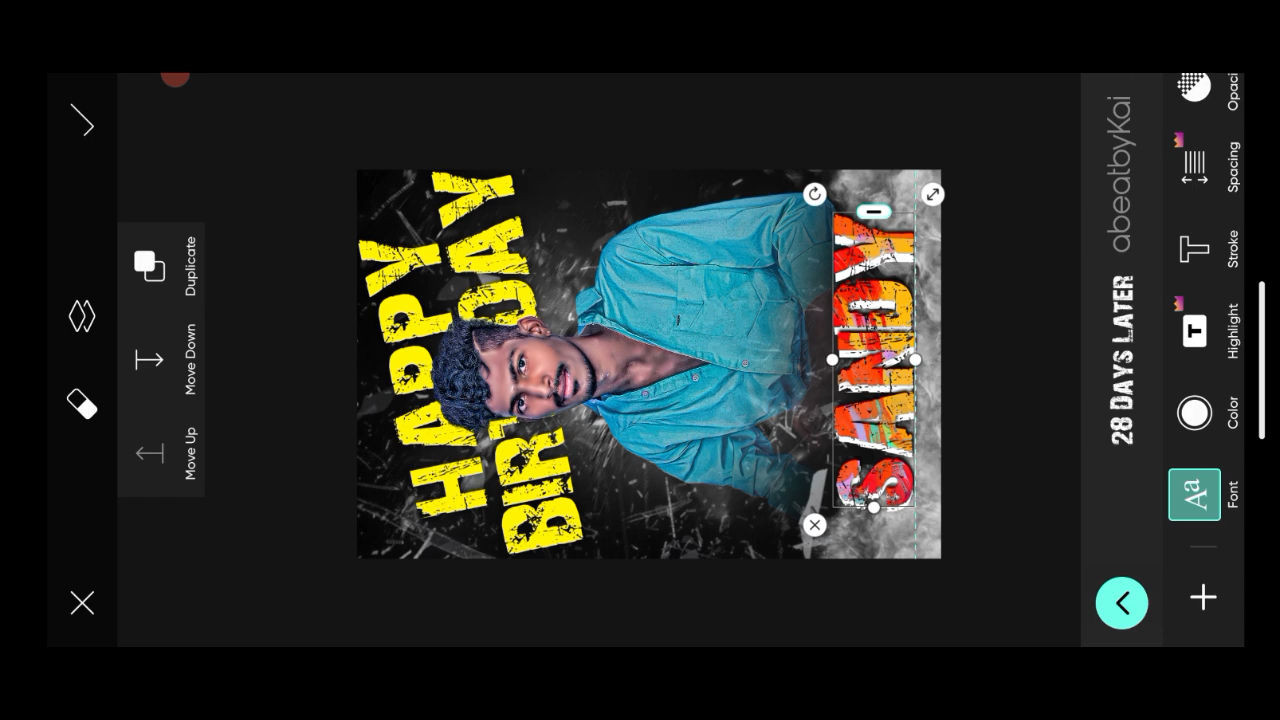 HAPPY
BIRTHDAY
SANDY
Duplicate
Move Down
Move Up
28 DAYS LATER
abeatbyKai
Aa
Font
Color
T
Highlight
Stroke
Spacing
Opaci